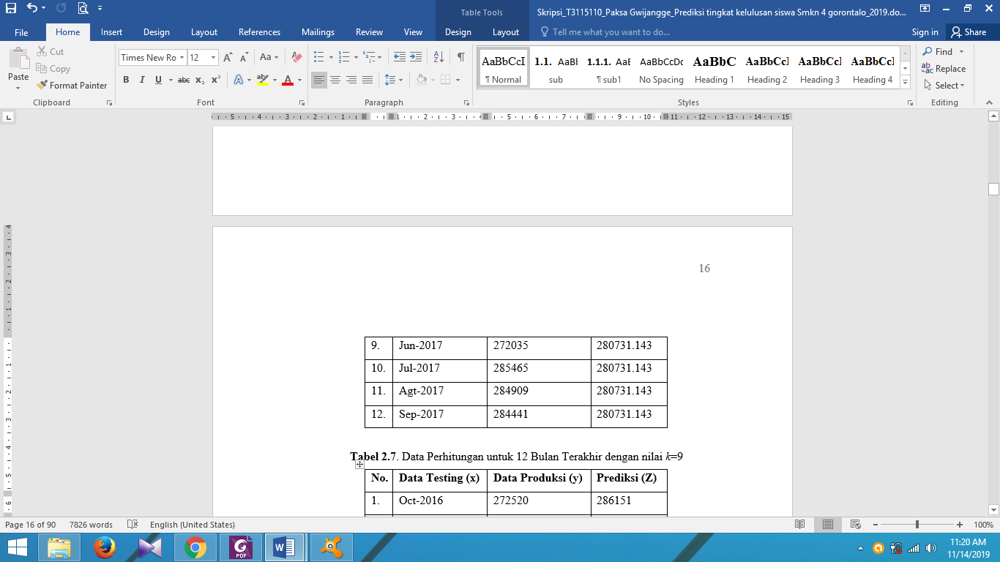 Table Tools
Skripsi_T3115110_Paksa Gwijangge_Prediksi tingkat kelulusan siswa Smkn 4 gorontalo_2019.do...
File Home Insert Design Layout References Mailings Review View Design Layout Tell me what you want to do... Sign in Share
Paste
Cut
Copy
Format Painter
Clipboard
Times New Ro 12
Font
Paragraph
AaBbCcI 1.1. AaBb 1.1.1. AaE AaBbCcDc AaBbC AaBbCcI AaBbCcI AaBbCcI
¶ Normal sub ¶ sub1 No Spacing Heading 1 Heading 2 Heading 3 Heading 4
Styles
Find
Replace
Select
Editing
16
9. Jun-2017 272035 280731.143
10. Jul-2017 285465 280731.143
11. Agt-2017 284909 280731.143
12. Sep-2017 284441 280731.143
Tabel 2.7. Data Perhitungan untuk 12 Bulan Terakhir dengan nilai k=9
No. Data Testing (x) Data Produksi (y) Prediksi (Z)
1. Oct-2016 272520 286151
Page 16 of 90 7826 words English (United States) 100%
PDF
11:20 AM
11/14/2019